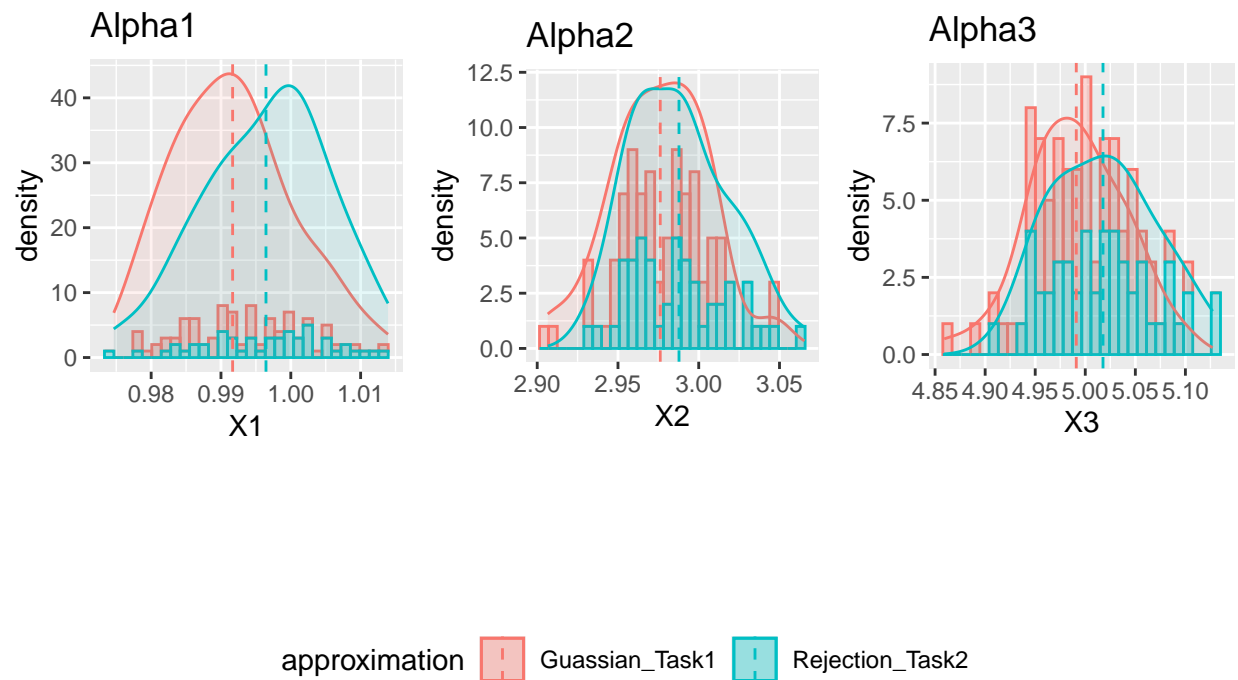 Alpha1
density
40
30
20
10
0
0.98 0.99 1.00 1.01
X1
Alpha2
density
12.5
10.0
7.5
5.0
2.5
0.0
2.90 2.95 3.00 3.05
X2
Alpha3
density
7.5
5.0
2.5
0.0
4.85 4.90 4.95 5.00 5.05 5.10
X3
approximation Guassian_Task1 Rejection_Task2